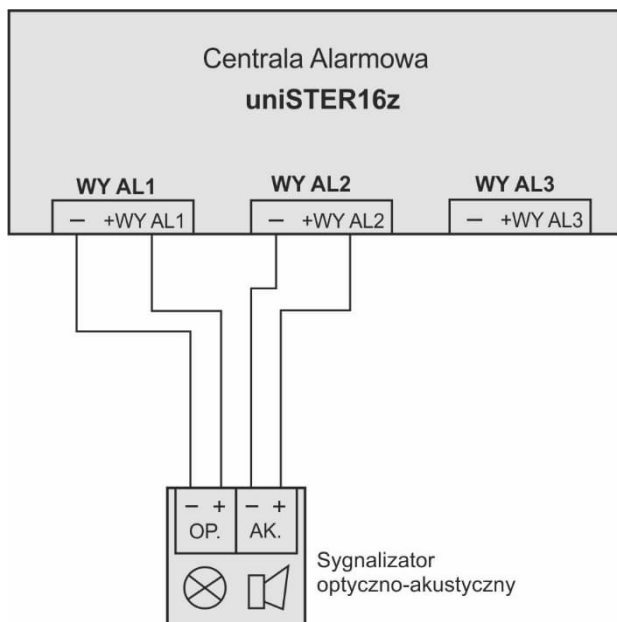 Centrala Alarmowa
uniSTER16z
WY AL1 WY AL2 WY AL3
− +WY AL1 − +WY AL2 − +WY AL3
− + − +
OP. AK.
Sygnalizator
optyczno-akustyczny